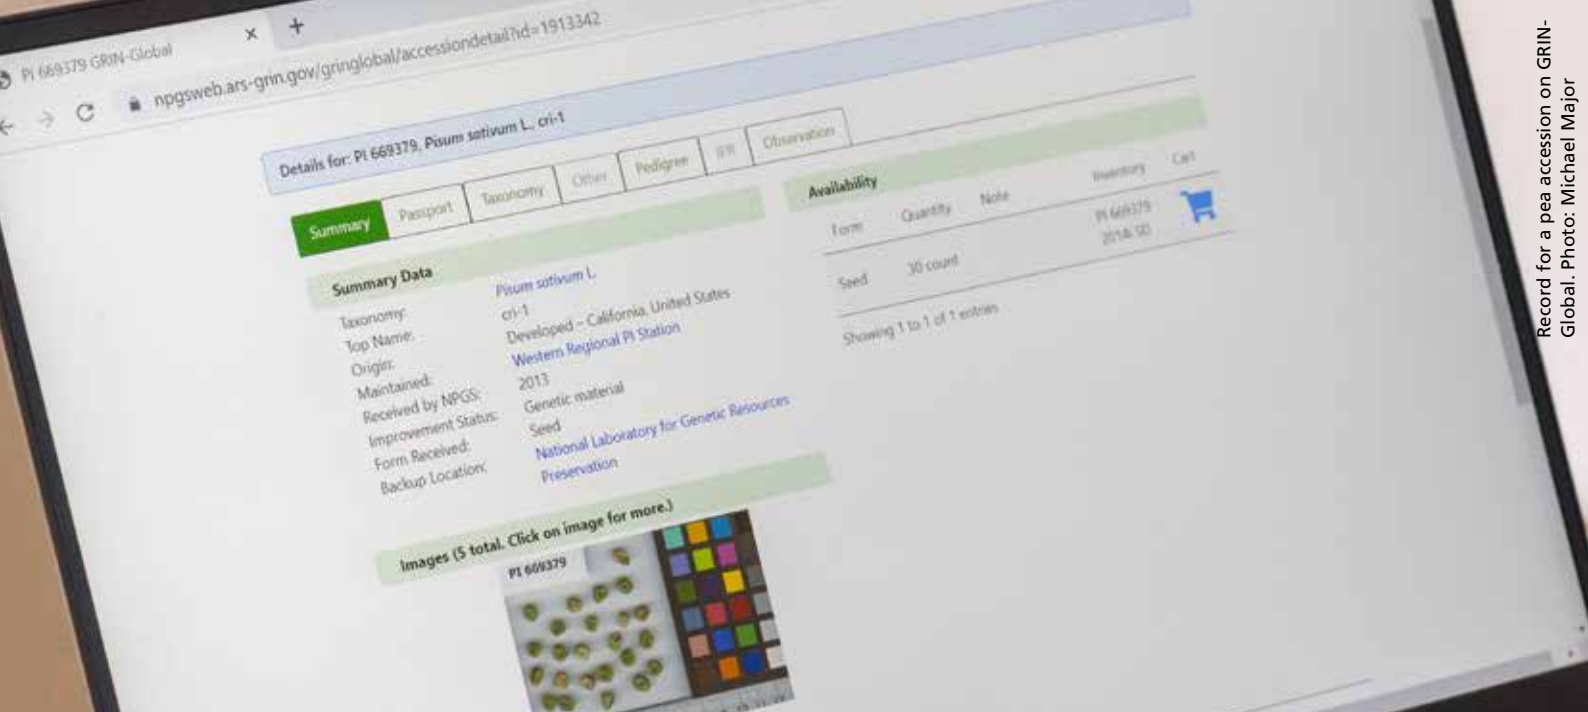 PI 669379 GRIN-Global
npgsweb.ars-grin.gov/gringlobal/accessiondetail?id=1913342
Details for: PI 669379, Pisum sativum L., cri-1
Summary Passport Taxonomy Other Pedigree IPR Observation
Summary Data
Taxonomy: Pisum sativum L.
Top Name: cri-1
Origin: Developed – California, United States
Maintained: Western Regional PI Station
Received by NPGS: 2013
Improvement Status: Genetic material
Form Received: Seed
Backup Location: National Laboratory for Genetic Resources
Preservation
Availability
Form Quantity Note Inventory Cart
Seed 30 count PI 669379
Showing 1 to 1 of 1 entries
Images (5 total. Click on image for more.)
PI 669379
Record for a pea accession on GRIN-
Global. Photo: Michael Major